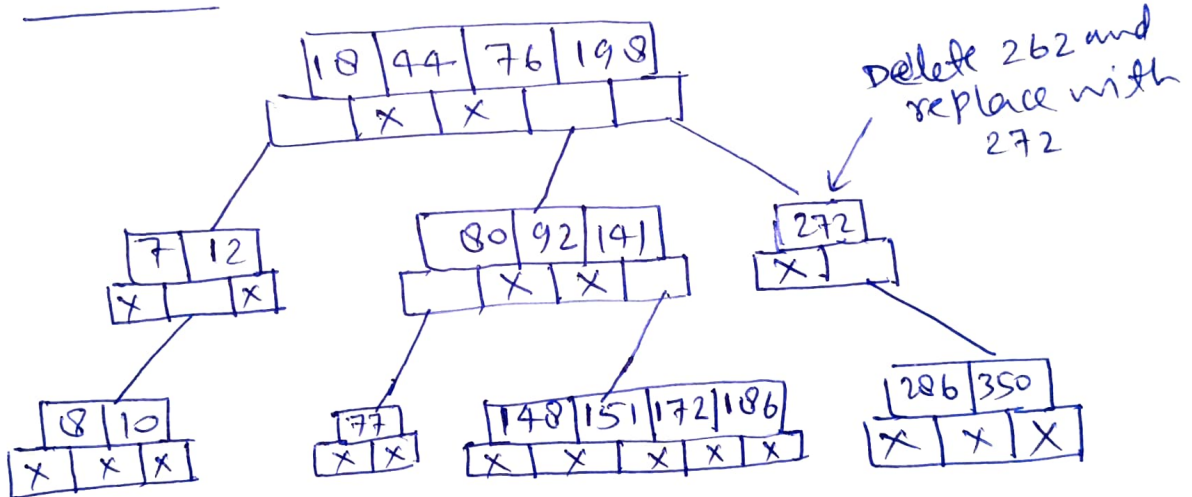 18 44 76 198
X X
Delete 262 and
replace with
272
7 12
X X
80 92 141
X X
272
X
8 10
X X X
77
X X
148 151 172 186
X X X X X
286 350
X X X